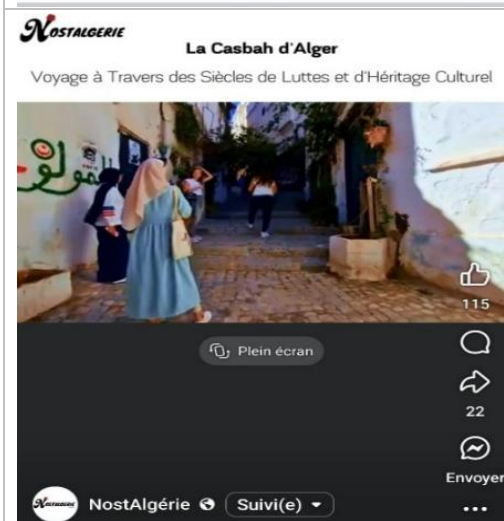 NOSTALGERIE
La Casbah d'Alger
Voyage à Travers des Siècles de Luttes et d'Héritage Culturel
المولو
115
Plein écran
22
Envoyer
NostAlgérie
Suivi(e)